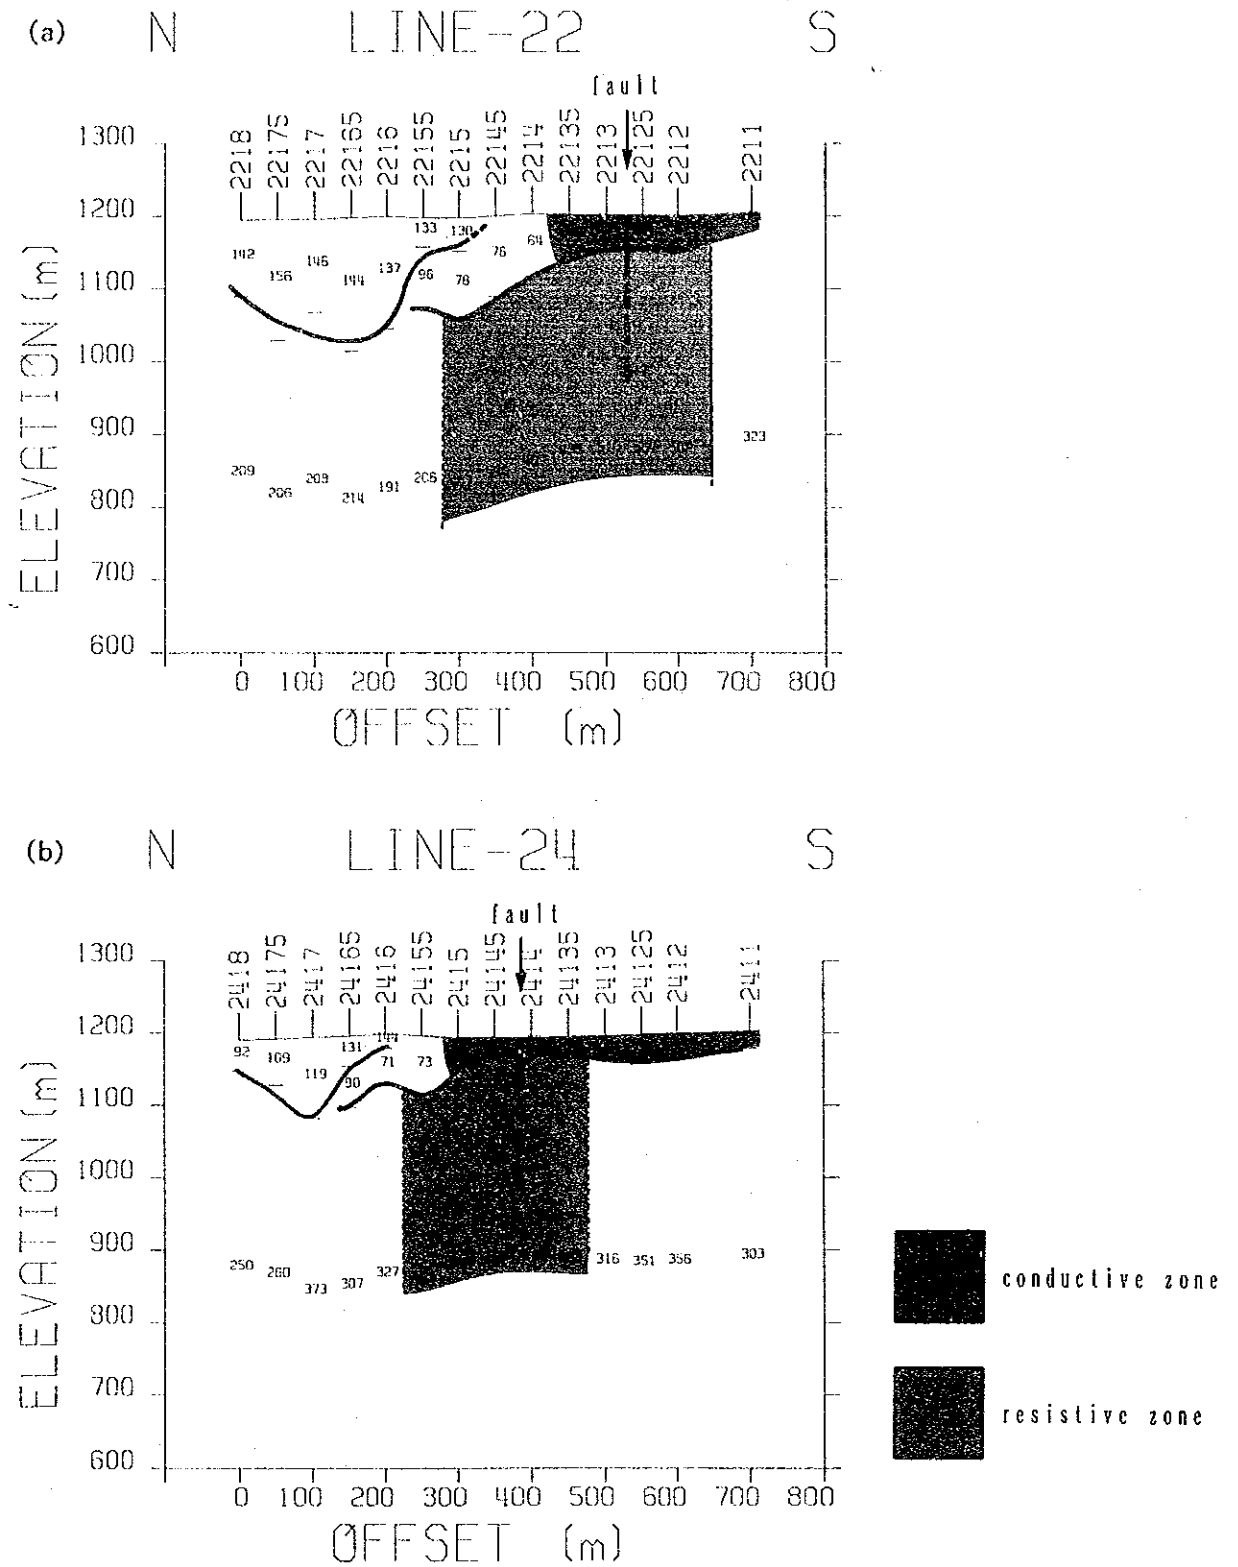 (a) N LINE-22 S
fault
2218 22175 2217 22165 2216 22155 2215 22145 2214 22135 2213 22125 2212 2211
1300
1200
1100
1000
900
800
700
600
ELEVATION (m)
133 130
142 156 146 144 137 96 78 76 64
209 206 209 214 191 206 323
0 100 200 300 400 500 600 700 800
OFFSET (m)
(b) N LINE-24 S
fault
2418 24175 2417 24165 2416 24155 2415 24145 2414 24135 2413 24125 2412 2411
1300
1200
1100
1000
900
800
700
600
ELEVATION (m)
92 109 119 131 144 90 71 73
250 260 373 307 327 316 351 356 303
0 100 200 300 400 500 600 700 800
OFFSET (m)
conductive zone
resistive zone